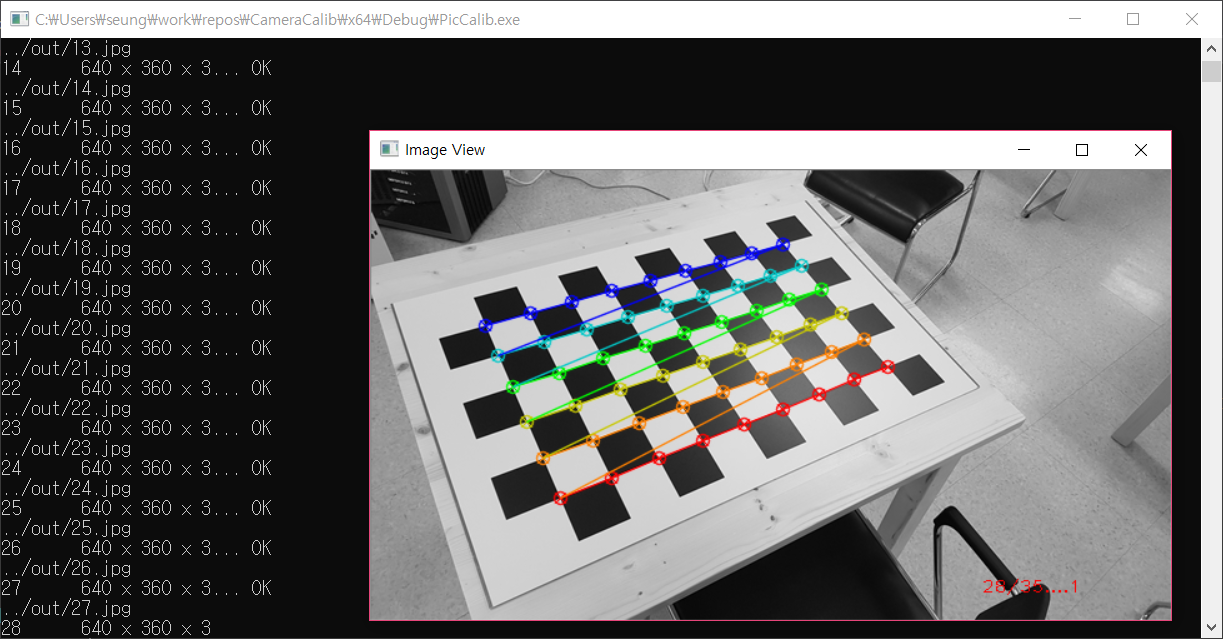 C:\Users\seung\work\repos\CameraCalib\x64\Debug\PicCalib.exe
../out/13.jpg
14 640 x 360 x 3... OK
../out/14.jpg
15 640 x 360 x 3... OK
../out/15.jpg
16 640 x 360 x 3... OK
../out/16.jpg
17 640 x 360 x 3... OK
../out/17.jpg
18 640 x 360 x 3... OK
../out/18.jpg
19 640 x 360 x 3... OK
../out/19.jpg
20 640 x 360 x 3... OK
../out/20.jpg
21 640 x 360 x 3... OK
../out/21.jpg
22 640 x 360 x 3... OK
../out/22.jpg
23 640 x 360 x 3... OK
../out/23.jpg
24 640 x 360 x 3... OK
../out/24.jpg
25 640 x 360 x 3... OK
../out/25.jpg
26 640 x 360 x 3... OK
../out/26.jpg
27 640 x 360 x 3... OK
../out/27.jpg
28 640 x 360 x 3
Image View
28/35....1